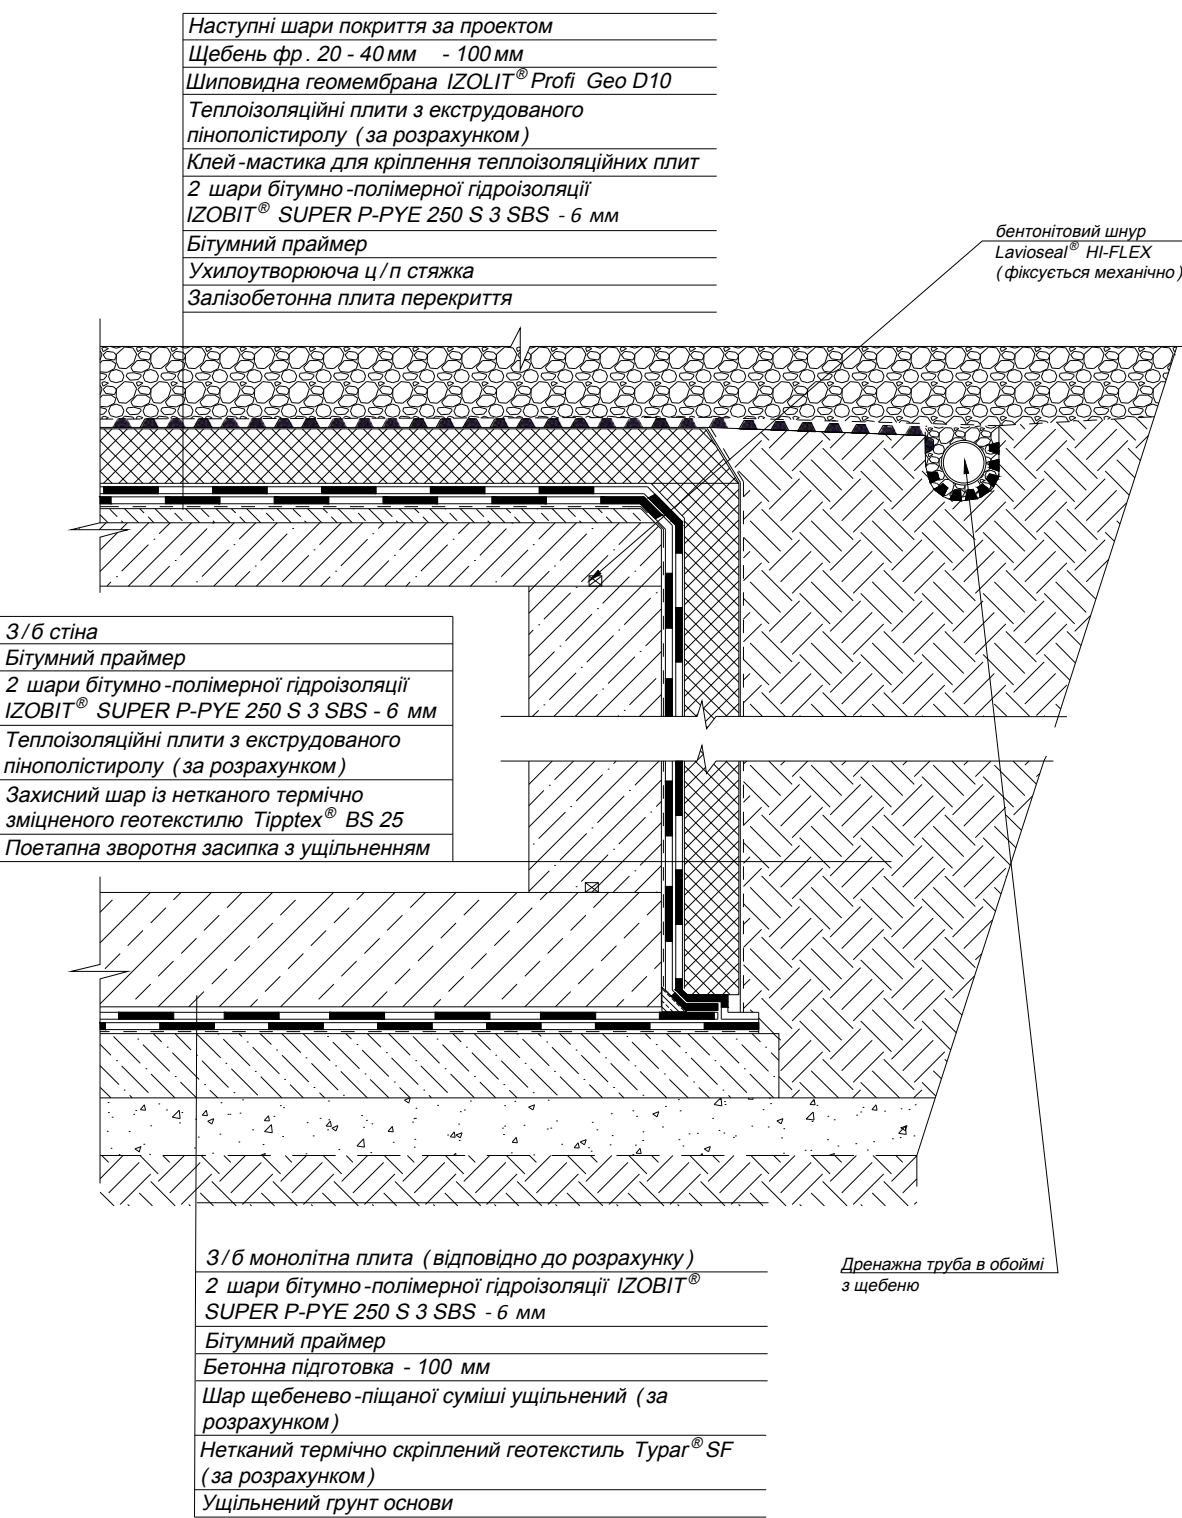 Наступні шари покриття за проектом
Щебень фр. 20 - 40 мм - 100 мм
Шиповидна геомембрана IZOLIT® Profi Geo D10
Теплоізоляційні плити з екструдованого
пінополістиролу (за розрахунком)
Клей-мастика для кріплення теплоізоляційних плит
2 шари бітумно-полімерної гідроізоляції
IZOBIT® SUPER P-PYE 250 S 3 SBS - 6 мм
Бітумний праймер
Ухилоутворююча ц/п стяжка
Залізобетонна плита перекриття
бентонітовий шнур
Lavioseal® HI-FLEX
(фіксується механічно)
З/б стіна
Бітумний праймер
2 шари бітумно-полімерної гідроізоляції
IZOBIT® SUPER P-PYE 250 S 3 SBS - 6 мм
Теплоізоляційні плити з екструдованого
пінополістиролу (за розрахунком)
Захисний шар із нетканого термічно
зміцненого геотекстилю Tipptex® BS 25
Поетапна зворотня засипка з ущільненням
З/б монолітна плита (відповідно до розрахунку)
2 шари бітумно-полімерної гідроізоляції IZOBIT®
SUPER P-PYE 250 S 3 SBS - 6 мм
Бітумний праймер
Бетонна підготовка - 100 мм
Шар щебенево-піщаної суміші ущільнений (за
розрахунком)
Нетканий термічно скріплений геотекстиль Typar® SF
(за розрахунком)
Ущільнений грунт основи
Дренажна труба в обоймі
з щебеню